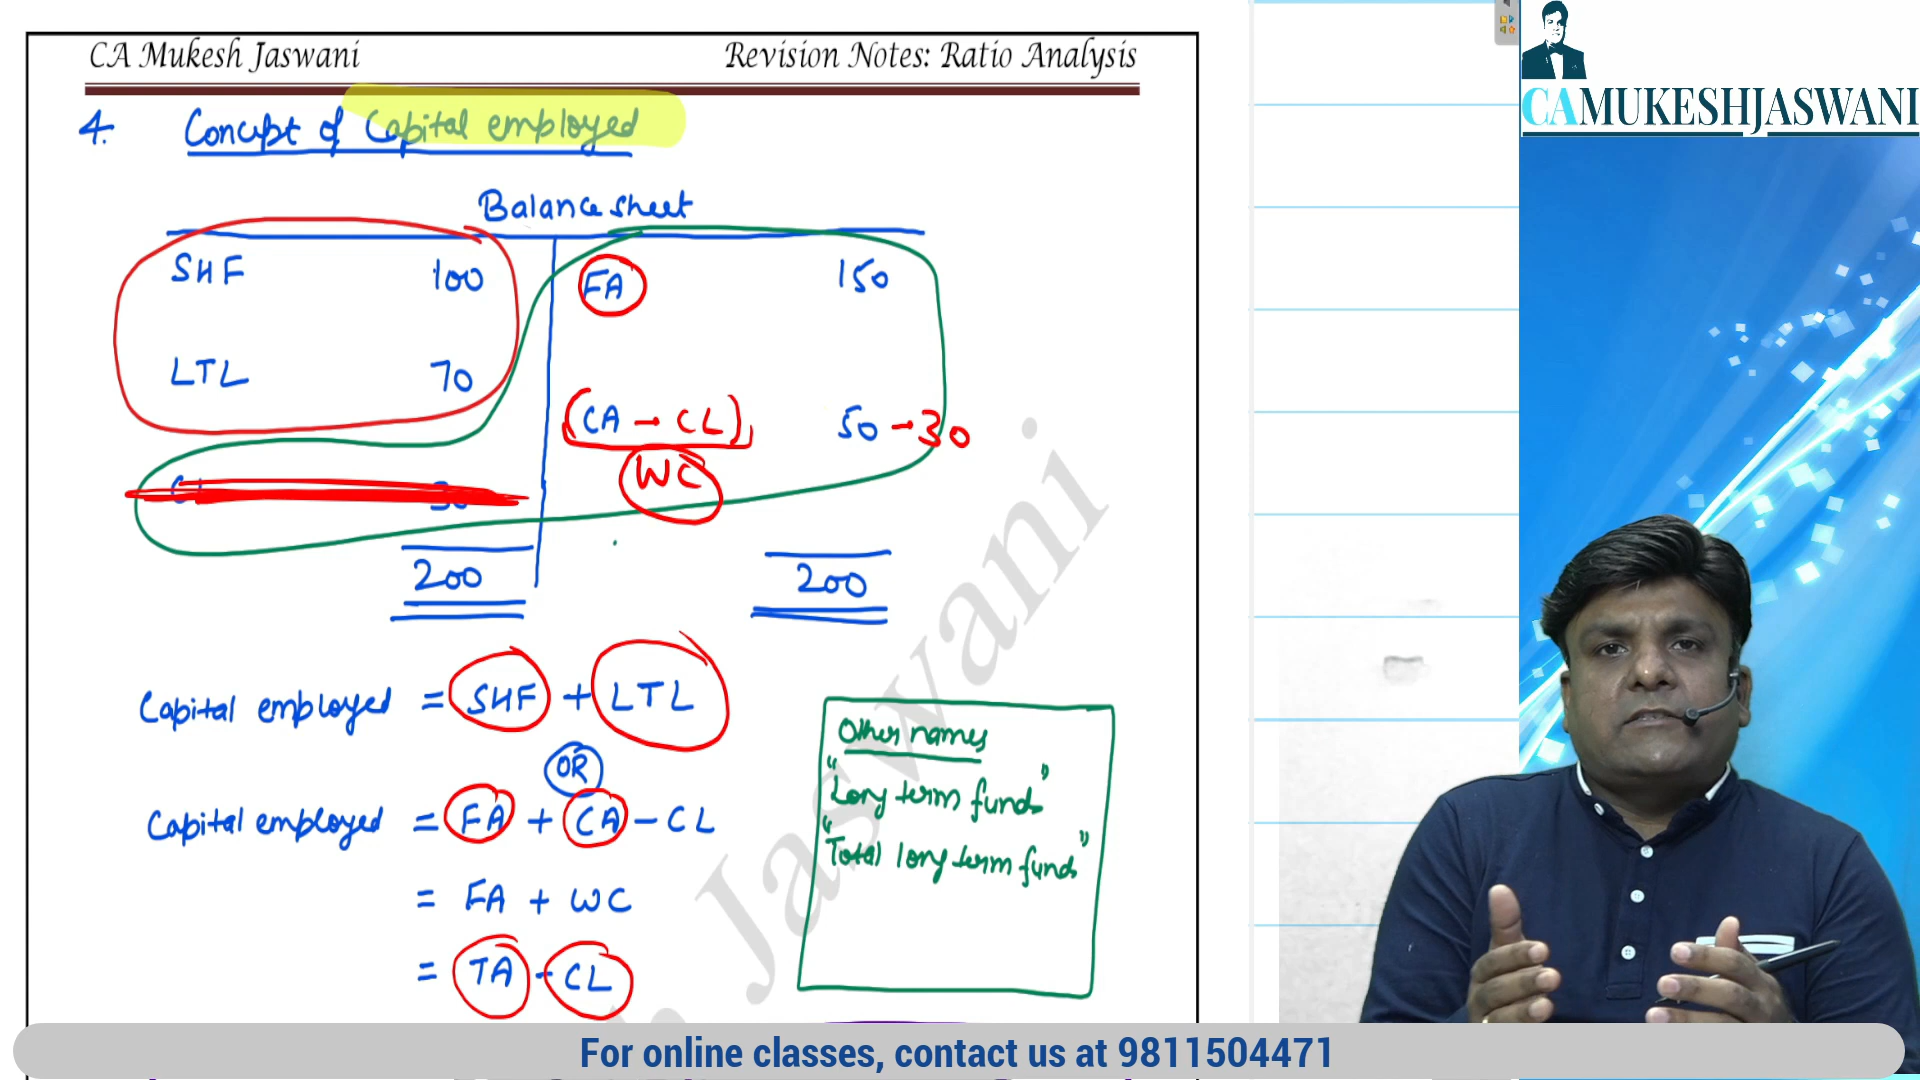 CA Mukesh Jaswani Revision Notes: Ratio Analysis
CAMUKESHJASWANI
4. Concept of Capital employed
Balance sheet
SHF 100 FA 150
LTL 70
(CA - CL) 50 - 30
WC
200 200
Capital employed = SHF + LTL
OR
Capital employed = FA + CA - CL
= FA + WC
= TA - CL
Other names
"Long term funds"
"Total long term funds"
Jaswani
For online classes, contact us at 9811504471